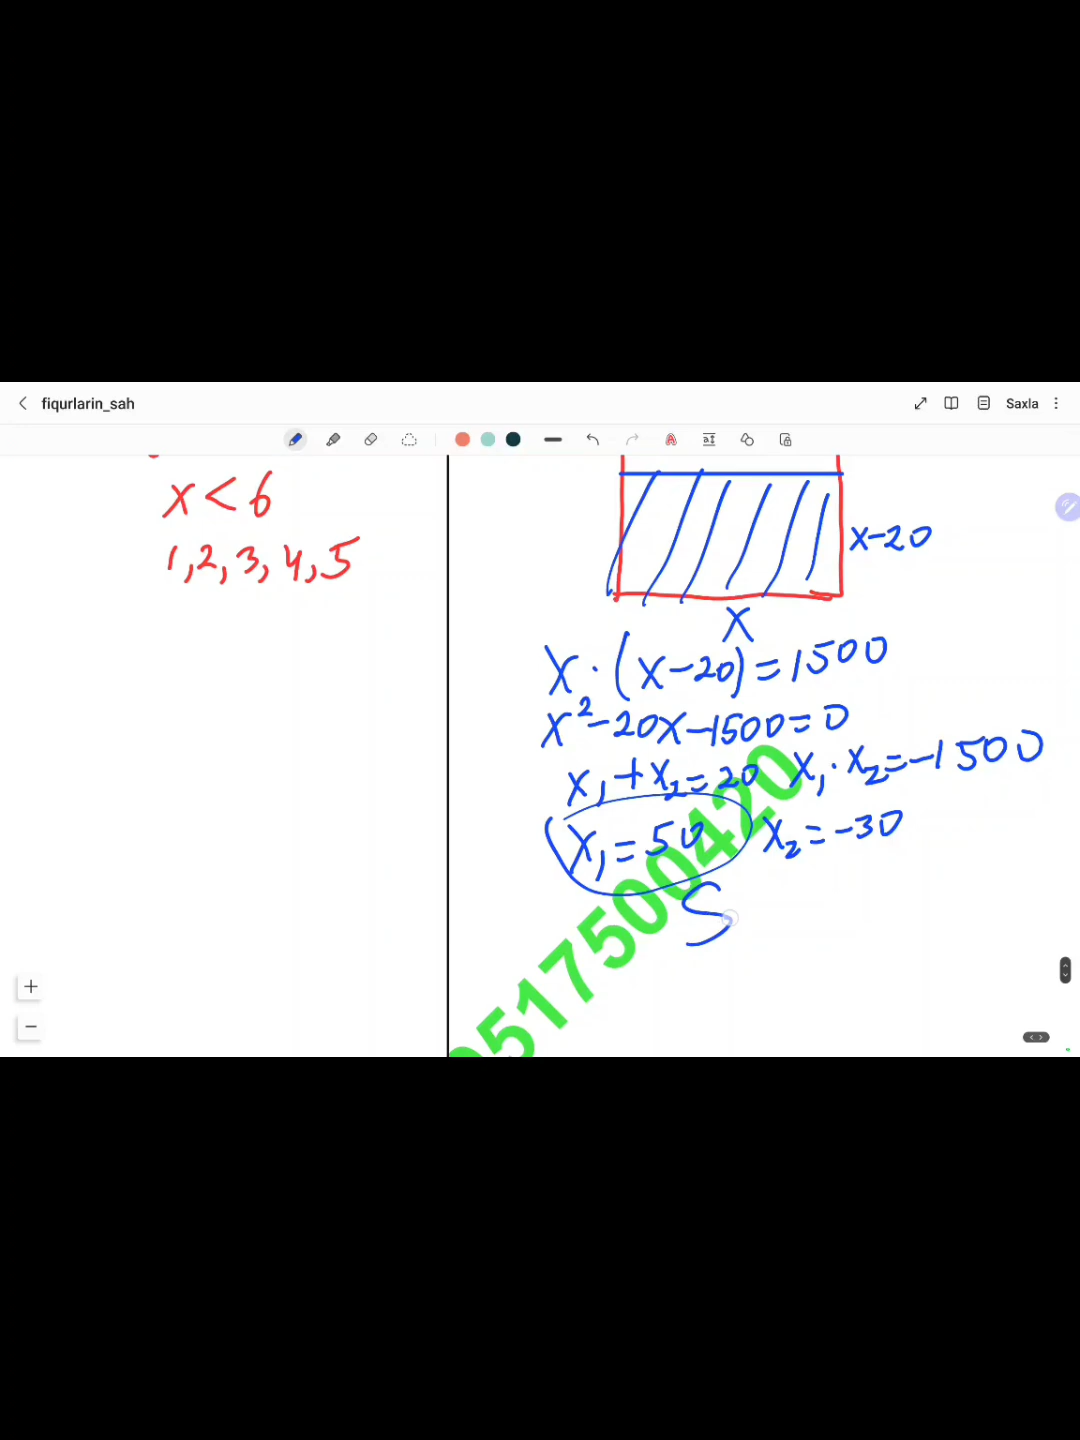 fiqurlarin_sah
Saxla
x < 6
1, 2, 3, 4, 5
x-20
x
x · (x-20) = 1500
x² - 20x - 1500 = 0
x₁ + x₂ = 20 x₁ · x₂ = -1500
x₁ = 50 x₂ = -30
S
0517500420